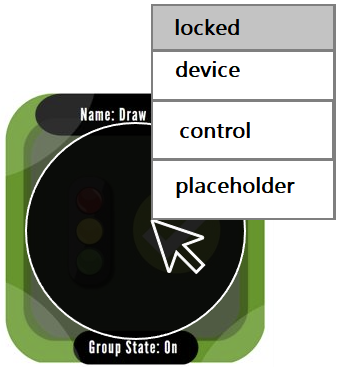 locked
device
control
placeholder
Name: Draw
Group State: On